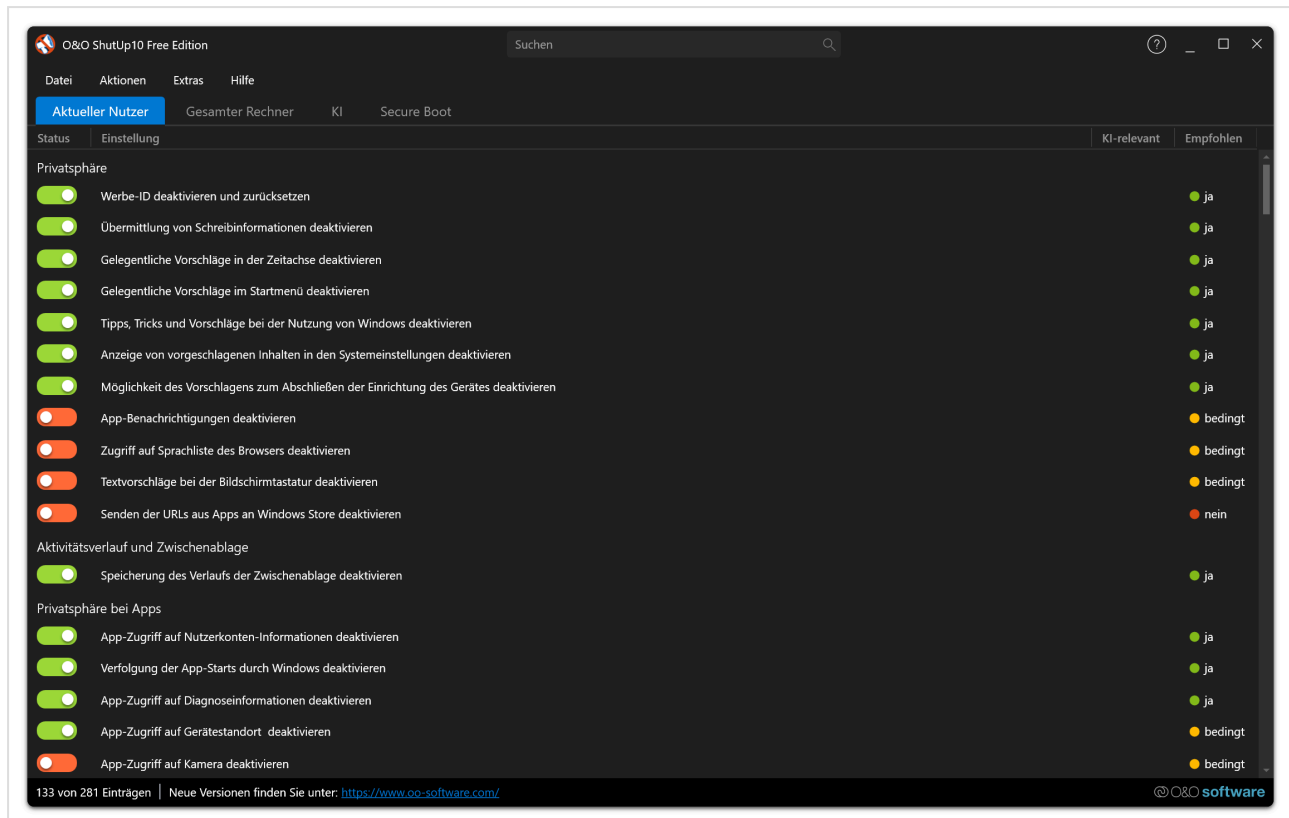 O&O ShutUp10 Free Edition
Suchen
?
Datei Aktionen Extras Hilfe
Aktueller Nutzer Gesamter Rechner KI Secure Boot
Status Einstellung KI-relevant Empfohlen
Privatsphäre
Werbe-ID deaktivieren und zurücksetzen ja
Übermittlung von Schreibinformationen deaktivieren ja
Gelegentliche Vorschläge in der Zeitachse deaktivieren ja
Gelegentliche Vorschläge im Startmenü deaktivieren ja
Tipps, Tricks und Vorschläge bei der Nutzung von Windows deaktivieren ja
Anzeige von vorgeschlagenen Inhalten in den Systemeinstellungen deaktivieren ja
Möglichkeit des Vorschlagens zum Abschließen der Einrichtung des Gerätes deaktivieren ja
App-Benachrichtigungen deaktivieren bedingt
Zugriff auf Sprachliste des Browsers deaktivieren bedingt
Textvorschläge bei der Bildschirmtastatur deaktivieren bedingt
Senden der URLs aus Apps an Windows Store deaktivieren nein
Aktivitätsverlauf und Zwischenablage
Speicherung des Verlaufs der Zwischenablage deaktivieren ja
Privatsphäre bei Apps
App-Zugriff auf Nutzerkonten-Informationen deaktivieren ja
Verfolgung der App-Starts durch Windows deaktivieren ja
App-Zugriff auf Diagnoseinformationen deaktivieren ja
App-Zugriff auf Gerätestandort deaktivieren bedingt
App-Zugriff auf Kamera deaktivieren bedingt
133 von 281 Einträgen Neue Versionen finden Sie unter: https://www.oo-software.com/ O&O software